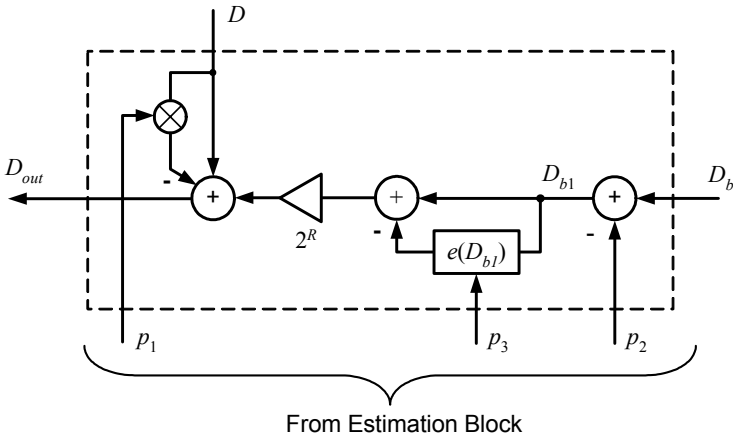 D
D_out
-
+
2^R
+
-
D_b1
+
-
D_b
e(D_b1)
p_1
p_3
p_2
From Estimation Block